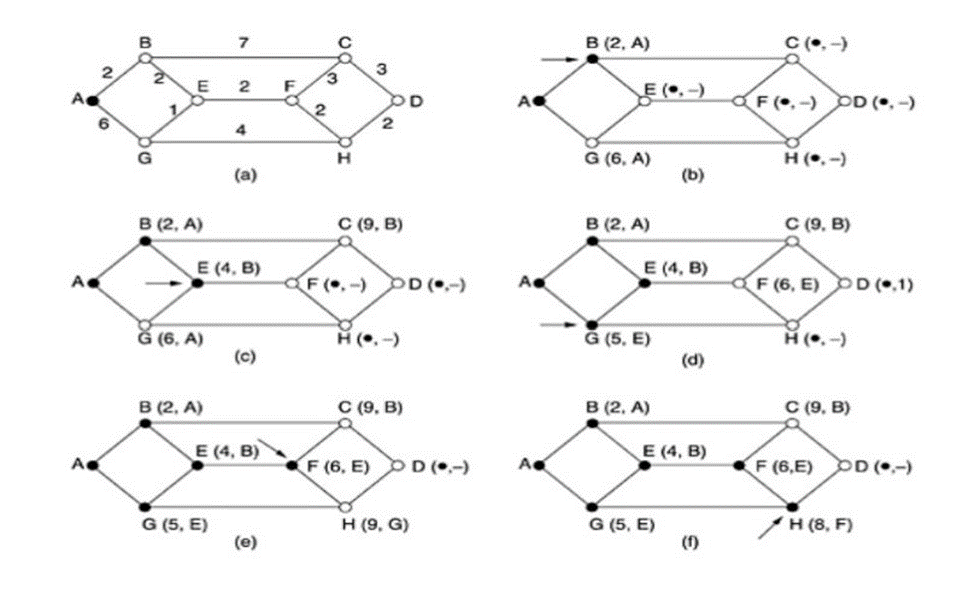 B 7 C
2 2 3 3
A E 2 F D
6 1 2 2
4
G H
(a)
B (2, A) C (•, –)
A E (•, –) F (•, –) D (•, –)
G (6, A) H (•, –)
(b)
B (2, A) C (9, B)
A E (4, B) F (•, –) D (•,–)
G (6, A) H (•, –)
(c)
B (2, A) C (9, B)
A E (4, B) F (6, E) D (•,1)
G (5, E) H (•, –)
(d)
B (2, A) C (9, B)
A E (4, B) F (6, E) D (•,–)
G (5, E) H (9, G)
(e)
B (2, A) C (9, B)
A E (4, B) F (6,E) D (•,–)
G (5, E) H (8, F)
(f)